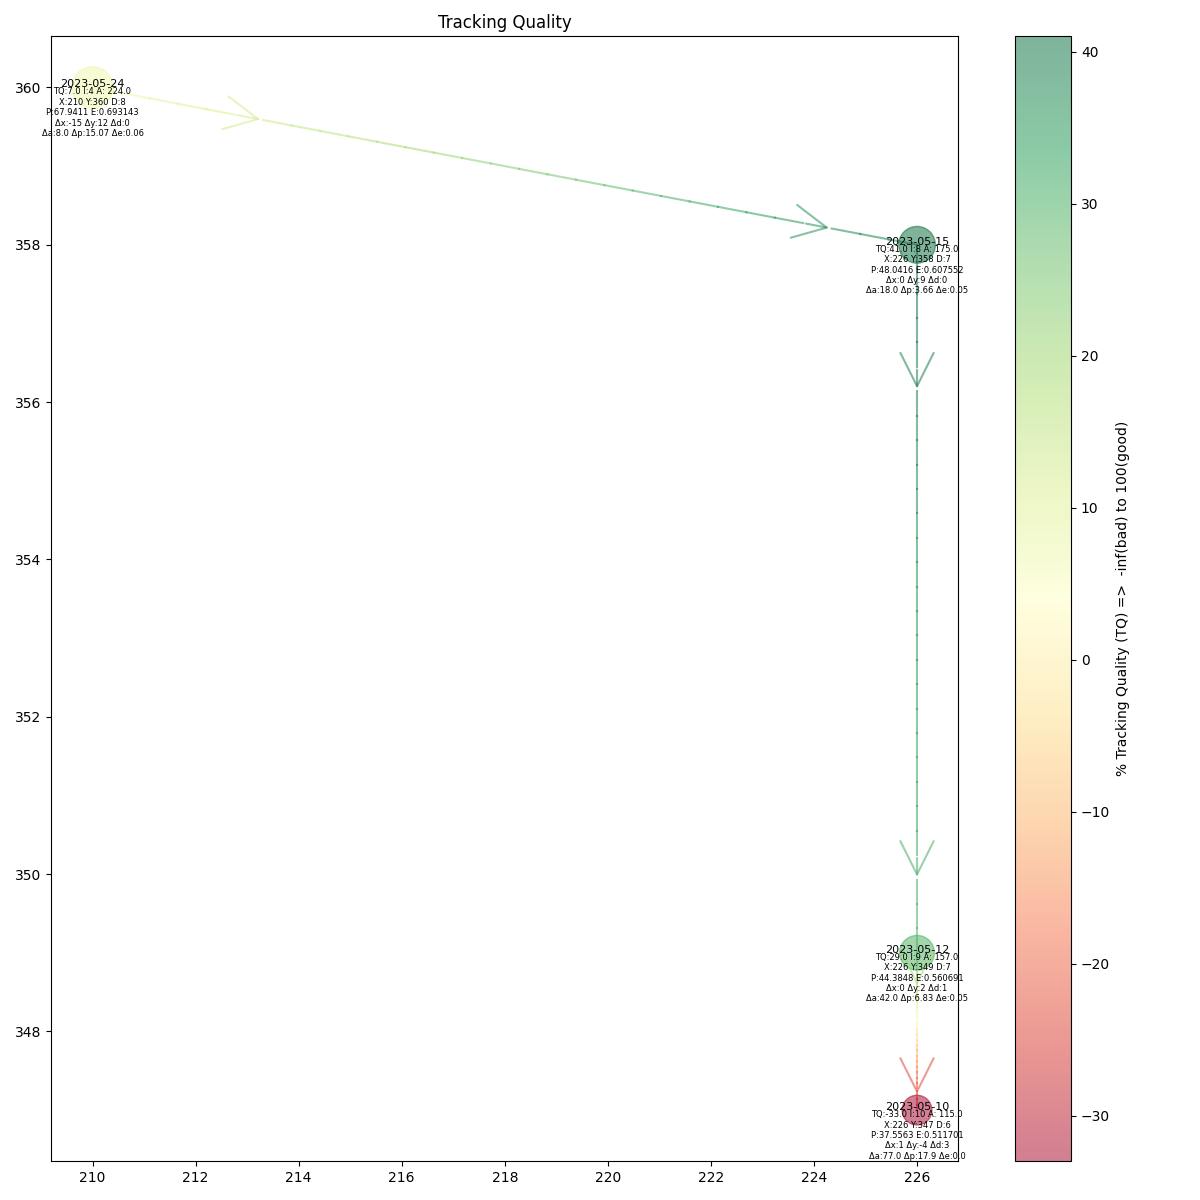 Tracking Quality
360
358
356
354
352
350
348
210
212
214
216
218
220
222
224
226
2023-05-24
TQ:7.0 I:4 A: 224.0
X:210 Y:360 D:8
P:67.9411 E:0.693143
Δx:-15 Δy:12 Δd:0
Δa:8.0 Δp:15.07 Δe:0.06
2023-05-15
TQ:41.0 I:8 A: 175.0
X:226 Y:358 D:7
P:48.0416 E:0.607552
Δx:0 Δy:9 Δd:0
Δa:18.0 Δp:3.66 Δe:0.05
2023-05-12
TQ:29.0 I:9 A: 157.0
X:226 Y:349 D:7
P:44.3848 E:0.560691
Δx:0 Δy:2 Δd:1
Δa:42.0 Δp:6.83 Δe:0.05
2023-05-10
TQ:-33.0 I:10 A: 115.0
X:226 Y:347 D:6
P:37.5563 E:0.511701
Δx:1 Δy:-4 Δd:3
Δa:77.0 Δp:17.9 Δe:0.0
40
30
20
10
0
−10
−20
−30
% Tracking Quality (TQ) => -inf(bad) to 100(good)